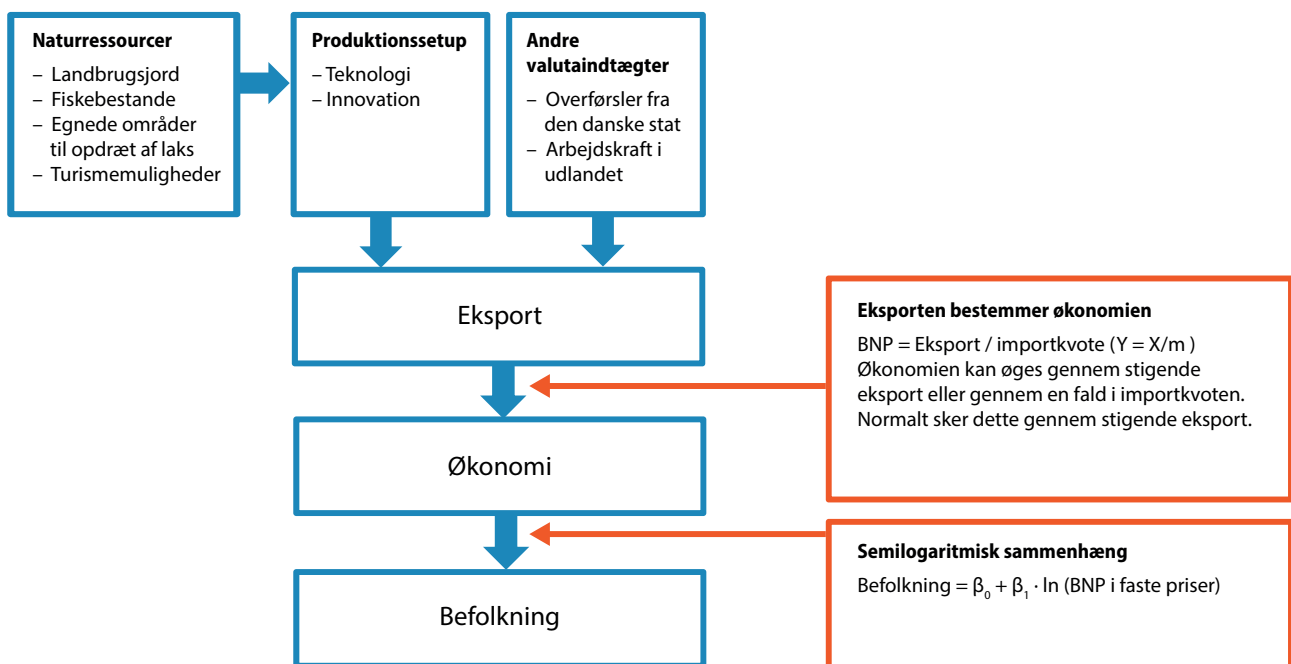 Naturressourcer
– Landbrugsjord
– Fiskebestande
– Egnede områder
til opdræt af laks
– Turismemuligheder
Produktionssetup
– Teknologi
– Innovation
Andre
valutaindtægter
– Overførsler fra
den danske stat
– Arbejdskraft i
udlandet
Eksport
Eksporten bestemmer økonomien
BNP = Eksport / importkvote (Y = X/m )
Økonomien kan øges gennem stigende
eksport eller gennem en fald i importkvoten.
Normalt sker dette gennem stigende eksport.
Økonomi
Semilogaritmisk sammenhæng
Befolkning = β₀ + β₁ · ln (BNP i faste priser)
Befolkning